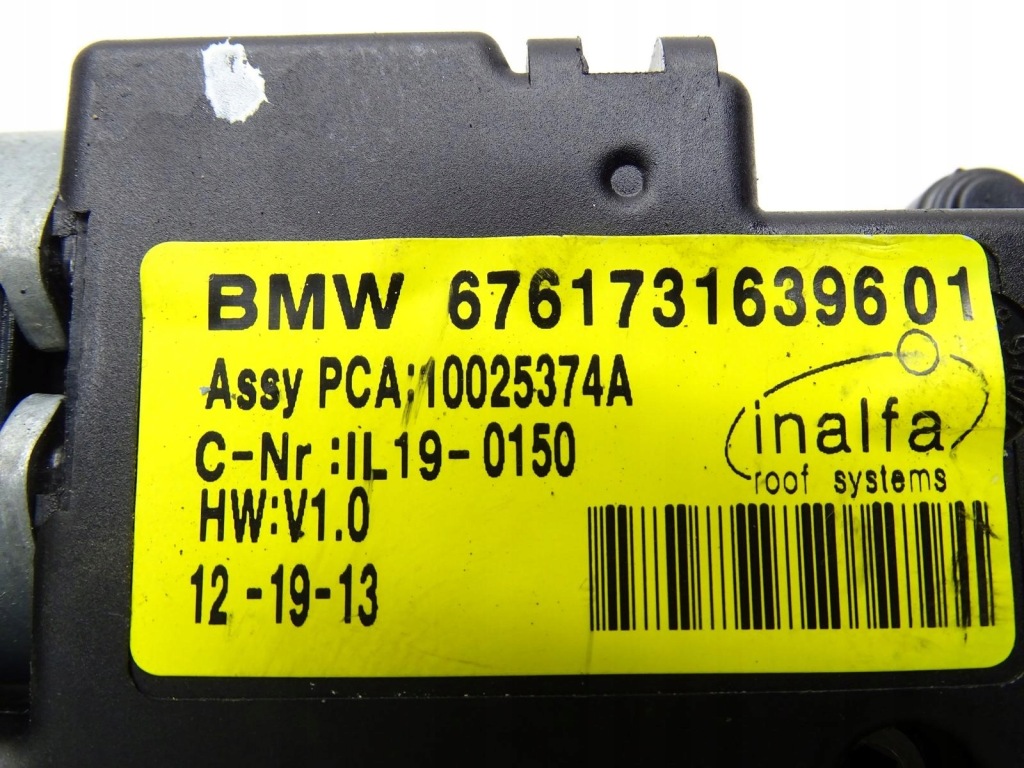 BMW 6761731639601
Assy PCA:10025374A
C-Nr :IL19-0150
HW:V1.0
12-19-13
inalfa
roof systems